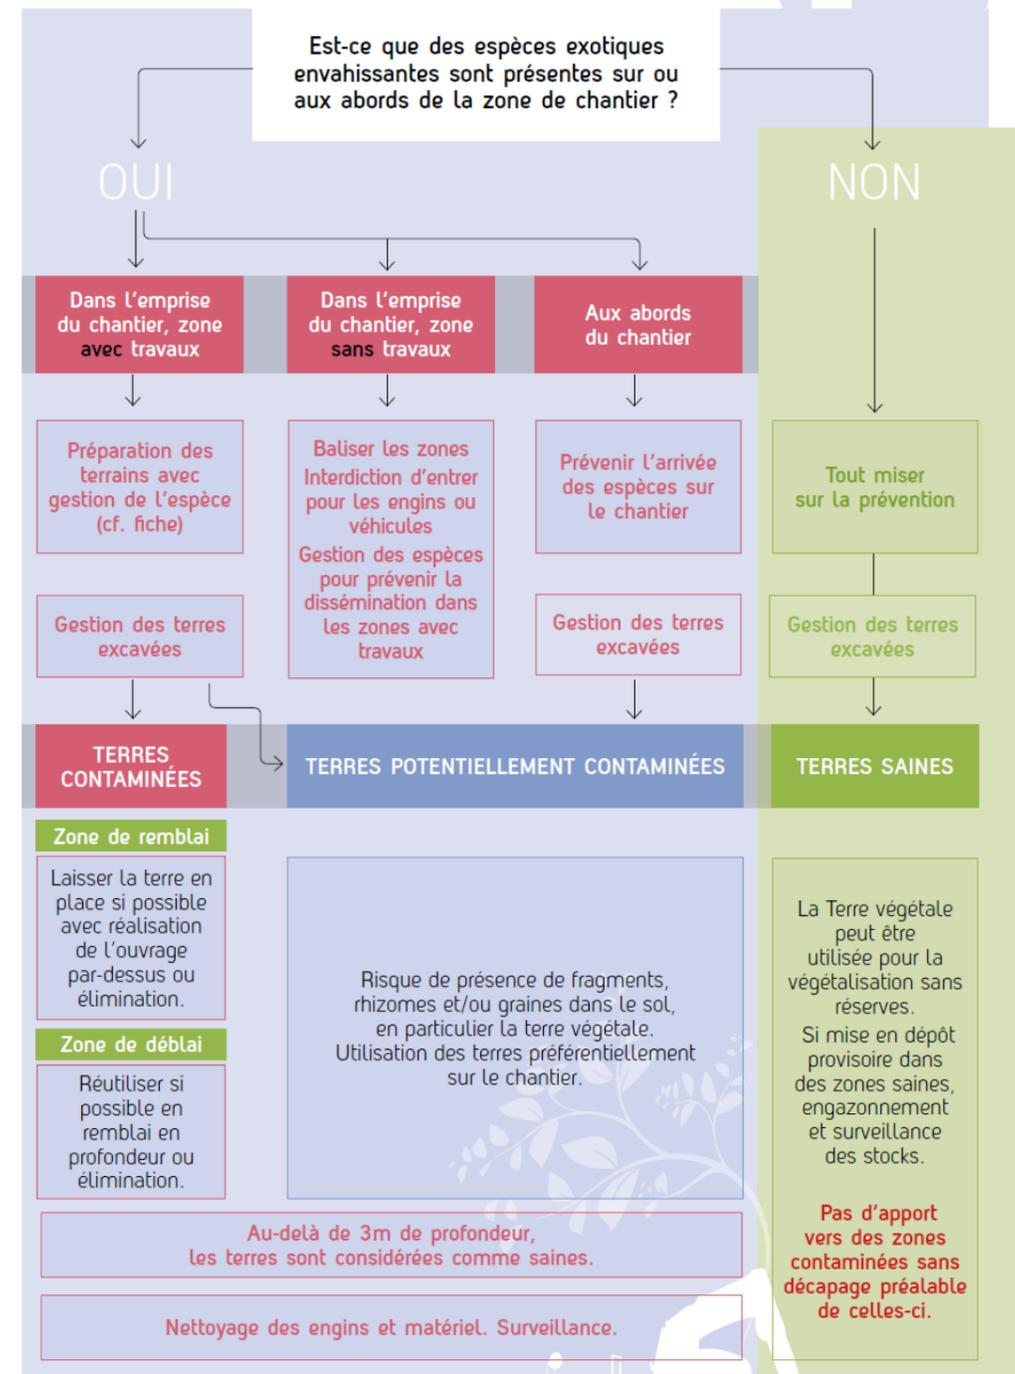 Est-ce que des espèces exotiques
envahissantes sont présentes sur ou
aux abords de la zone de chantier ?
OUI
NON
Dans l'emprise
du chantier, zone
avec travaux
Dans l'emprise
du chantier, zone
sans travaux
Aux abords
du chantier
Préparation des
terrains avec
gestion de l'espèce
(cf. fiche)
Baliser les zones
Interdiction d'entrer
pour les engins ou
véhicules
Gestion des espèces
pour prévenir la
dissémination dans
les zones avec
travaux
Prévenir l'arrivée
des espèces sur
le chantier
Tout miser
sur la prévention
Gestion des terres
excavées
Gestion des terres
excavées
Gestion des terres
excavées
TERRES
CONTAMINÉES
TERRES POTENTIELLEMENT CONTAMINÉES
TERRES SAINES
Zone de remblai
Laisser la terre en
place si possible
avec réalisation
de l'ouvrage
par-dessus ou
élimination.
Zone de déblai
Réutiliser si
possible en
remblai en
profondeur ou
élimination.
Risque de présence de fragments,
rhizomes et/ou graines dans le sol,
en particulier la terre végétale.
Utilisation des terres préférentiellement
sur le chantier.
La Terre végétale
peut être
utilisée pour la
végétalisation sans
réserves.
Si mise en dépôt
provisoire dans
des zones saines,
engazonnement
et surveillance
des stocks.
Pas d'apport
vers des zones
contaminées sans
décapage préalable
de celles-ci.
Au-delà de 3m de profondeur,
les terres sont considérées comme saines.
Nettoyage des engins et matériel. Surveillance.